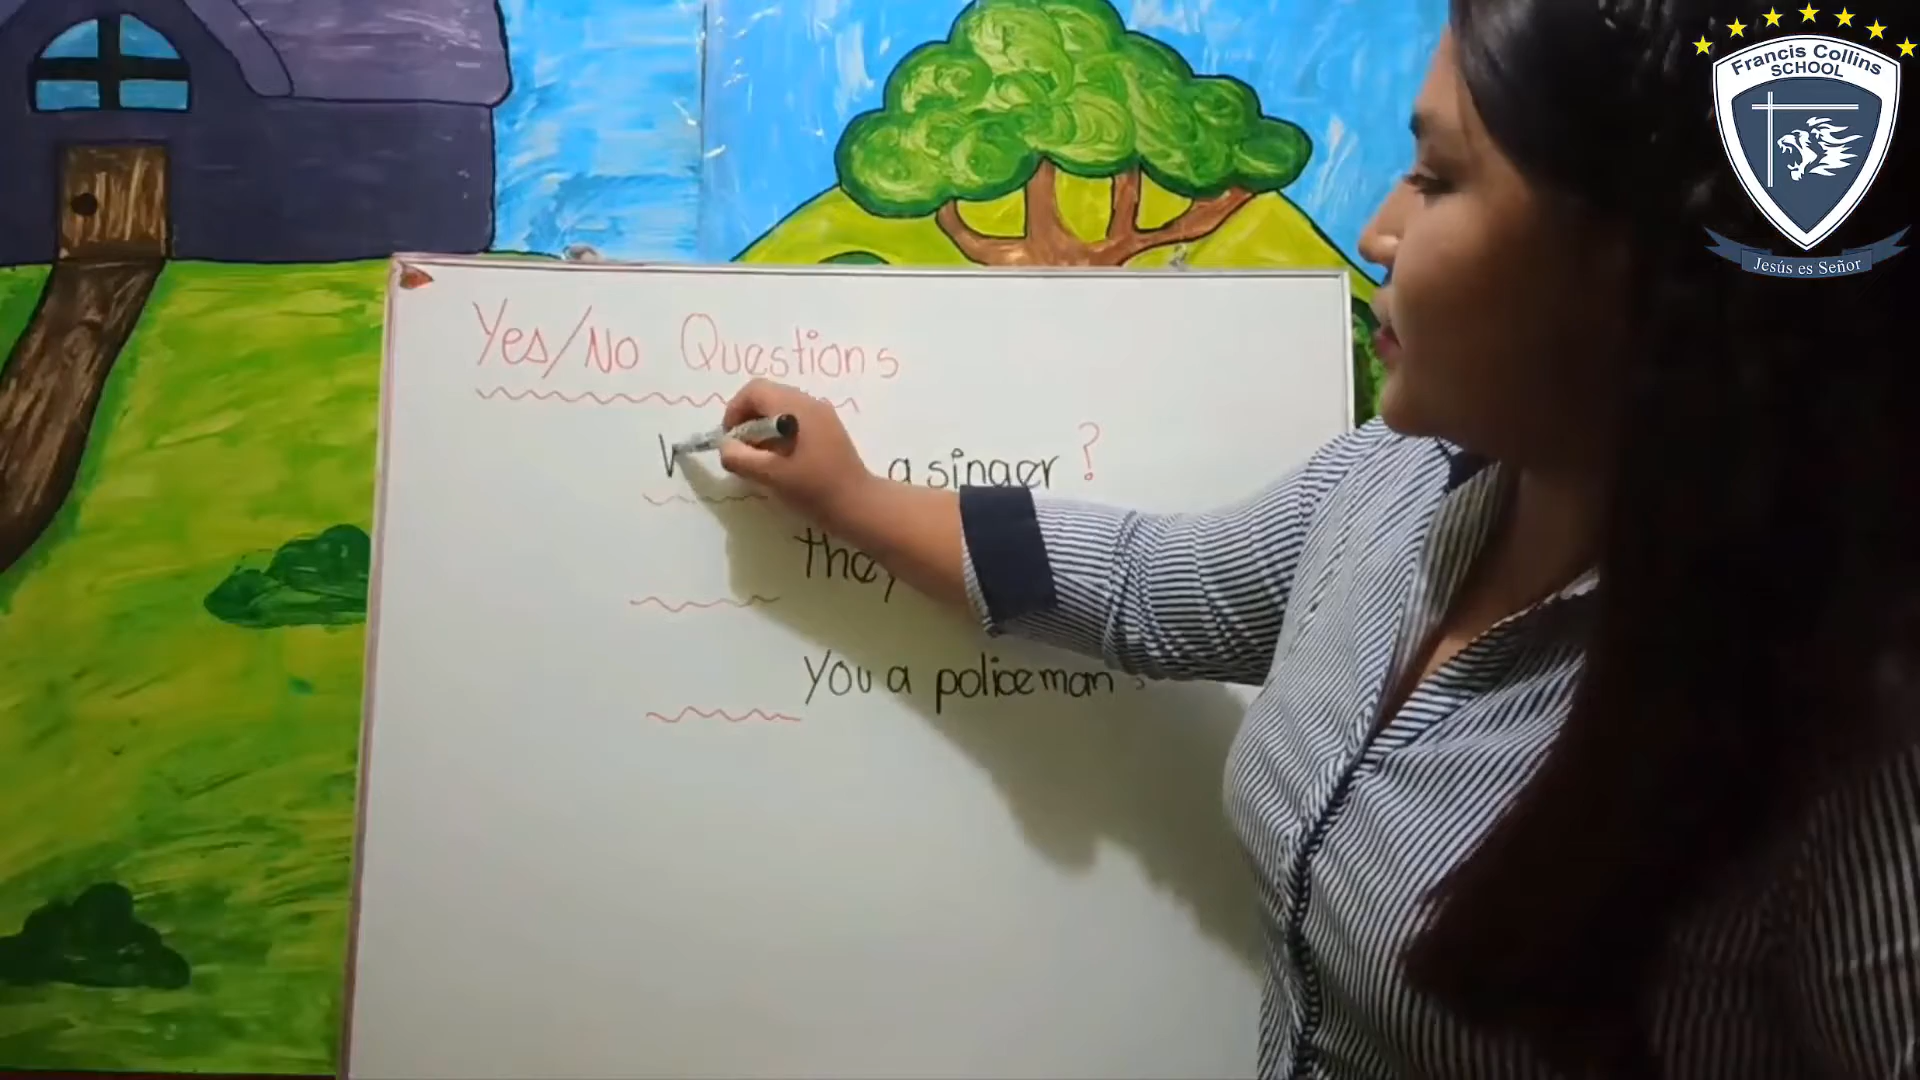 Francis Collins
SCHOOL
Jesús es Señor
Yes/No Questions
a singer ?
they
you a policeman